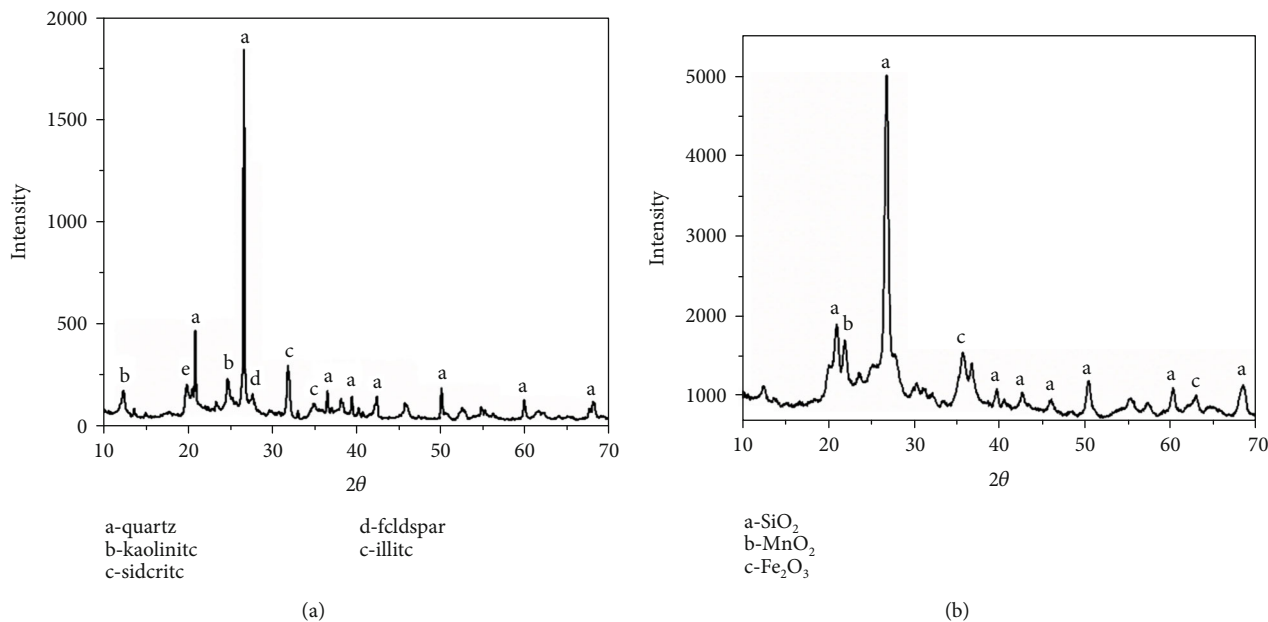 2000
1500
1000
500
0
Intensity
a
a
b
e
b
d
c
c
a
a
a
a
a
a
10 20 30 40 50 60 70
2θ
a-quartz
b-kaolinitc
c-sidcritc
d-fcldspar
c-illitc
(a)
5000
4000
3000
2000
1000
Intensity
a
a
b
c
a
a
a
a
a
c
a
10 20 30 40 50 60 70
2θ
a-SiO₂
b-MnO₂
c-Fe₂O₃
(b)